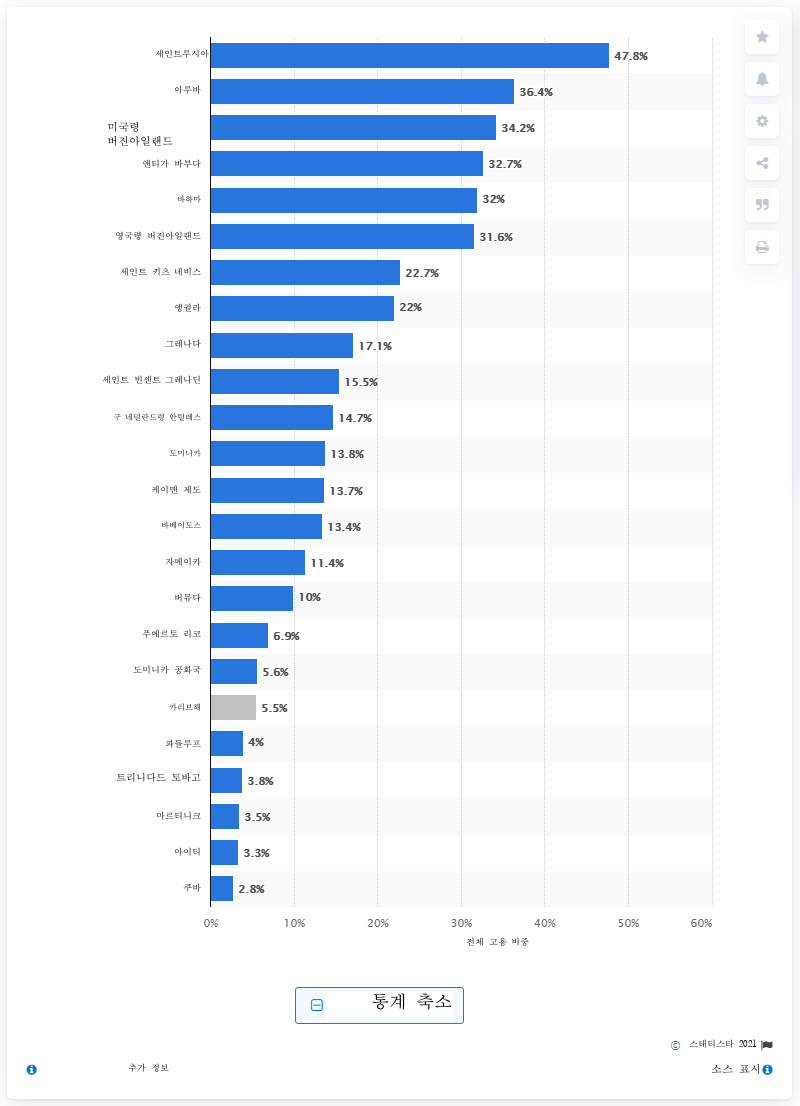 세인트루시아
47.8%
아루바
36.4%
미국령
버진아일랜드
34.2%
앤티가 바부다
32.7%
바하마
32%
영국령 버진아일랜드
31.6%
세인트 키츠 네비스
22.7%
앵귈라
22%
그레나다
17.1%
세인트 빈센트 그레나딘
15.5%
구 네덜란드령 안틸레스
14.7%
도미니카
13.8%
케이맨 제도
13.7%
바베이도스
13.4%
자메이카
11.4%
버뮤다
10%
푸에르토 리코
6.9%
도미니카 공화국
5.6%
카리브해
5.5%
과들루프
4%
트리니다드 토바고
3.8%
마르티니크
3.5%
아이티
3.3%
쿠바
2.8%
0% 10% 20% 30% 40% 50% 60%
전체 고용 비중
통계 축소
© 스태티스타 2021
추가 정보
소스 표시